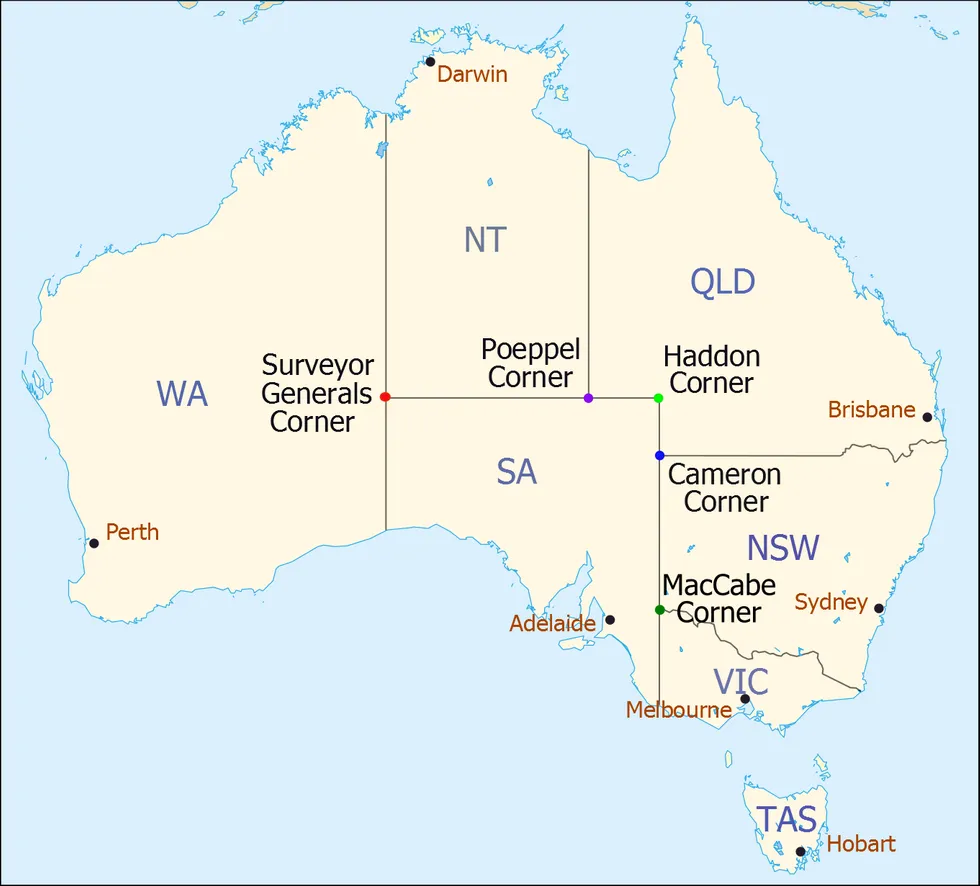 Darwin
NT
QLD
Surveyor
Generals
Corner
Poeppel
Corner
Haddon
Corner
WA
Brisbane
SA
Cameron
Corner
Perth
NSW
MacCabe
Corner
Sydney
Adelaide
VIC
Melbourne
TAS
Hobart